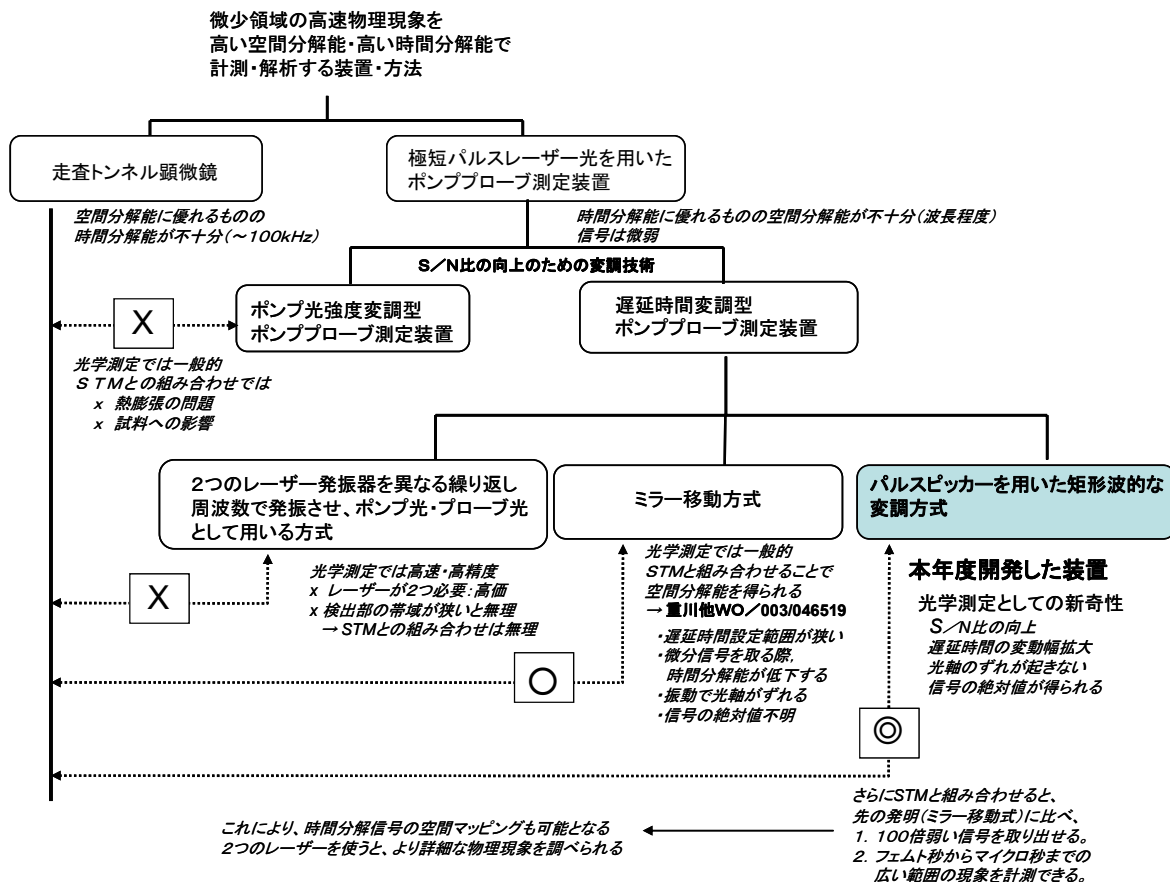 微少領域の高速物理現象を
高い空間分解能・高い時間分解能で
計測・解析する装置・方法
走査トンネル顕微鏡
極短パルスレーザー光を用いた
ポンププローブ測定装置
空間分解能に優れるものの
時間分解能が不十分(～100kHz)
時間分解能に優れるものの空間分解能が不十分(波長程度)
信号は微弱
S／N比の向上のための変調技術
X
ポンプ光強度変調型
ポンププローブ測定装置
遅延時間変調型
ポンププローブ測定装置
光学測定では一般的
ＳＴＭとの組み合わせでは
x 熱膨張の問題
x 試料への影響
２つのレーザー発振器を異なる繰り返し
周波数で発振させ、ポンプ光・プローブ光
として用いる方式
ミラー移動方式
パルスピッカーを用いた矩形波的な
変調方式
X
光学測定では高速・高精度
x レーザーが２つ必要：高価
x 検出部の帯域が狭いと無理
→ STMとの組み合わせは無理
光学測定では一般的
STMと組み合わせることで
空間分解能を得られる
→ 重川他WO／003/046519
・遅延時間設定範囲が狭い
・微分信号を取る際，
時間分解能が低下する
・振動で光軸がずれる
・信号の絶対値不明
○
本年度開発した装置
光学測定としての新奇性
S／N比の向上
遅延時間の変動幅拡大
光軸のずれが起きない
信号の絶対値が得られる
◎
さらにSTMと組み合わせると、
先の発明(ミラー移動式)に比べ、
１．１００倍弱い信号を取り出せる。
２．フェムト秒からマイクロ秒までの
広い範囲の現象を計測できる。
これにより、時間分解信号の空間マッピングも可能となる
２つのレーザーを使うと、より詳細な物理現象を調べられる